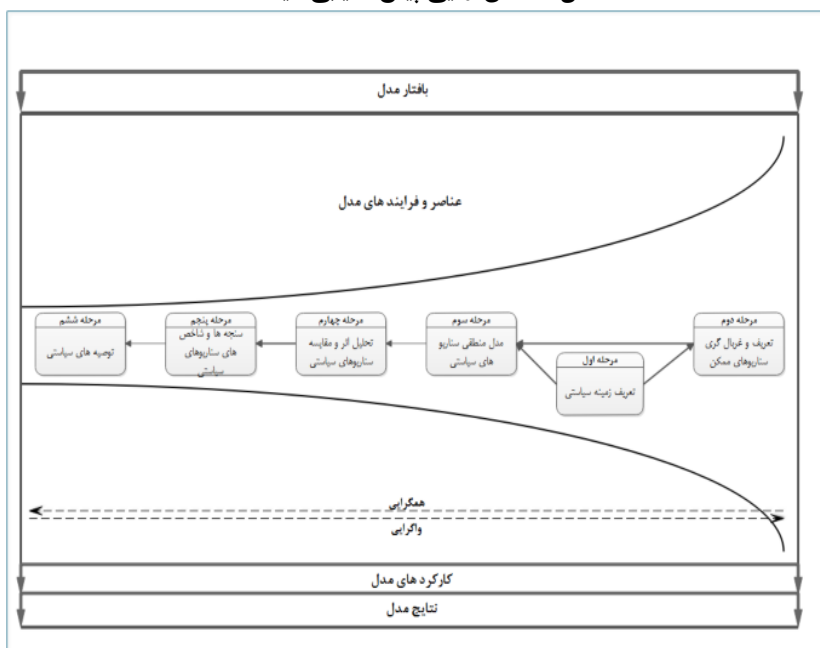 بافتار مدل
عناصر و فرایند های مدل
مرحله دوم
تعریف و غربال گری
سناریوهای ممکن
مرحله اول
تعریف زمینه سیاستی
مرحله سوم
مدل منطقی سناریو
های سیاستی
مرحله چهارم
تحلیل اثر و مقایسه
سناریوهای سیاستی
مرحله پنجم
سنجه ها و شاخص
های سناریوهای
سیاستی
مرحله ششم
توصیه های سیاستی
همگرایی
واگرایی
کارکرد های مدل
نتایج مدل